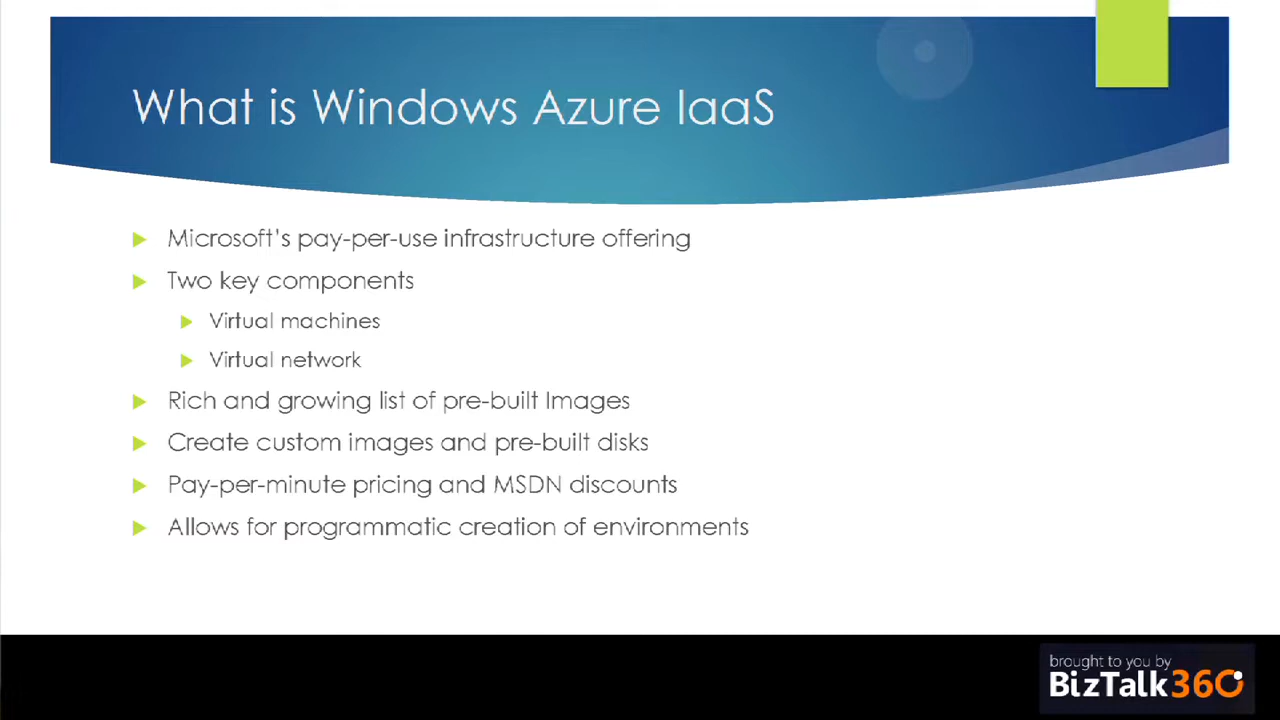 What is Windows Azure IaaS
Microsoft's pay-per-use infrastructure offering
Two key components
Virtual machines
Virtual network
Rich and growing list of pre-built Images
Create custom images and pre-built disks
Pay-per-minute pricing and MSDN discounts
Allows for programmatic creation of environments
brought to you by
BizTalk360